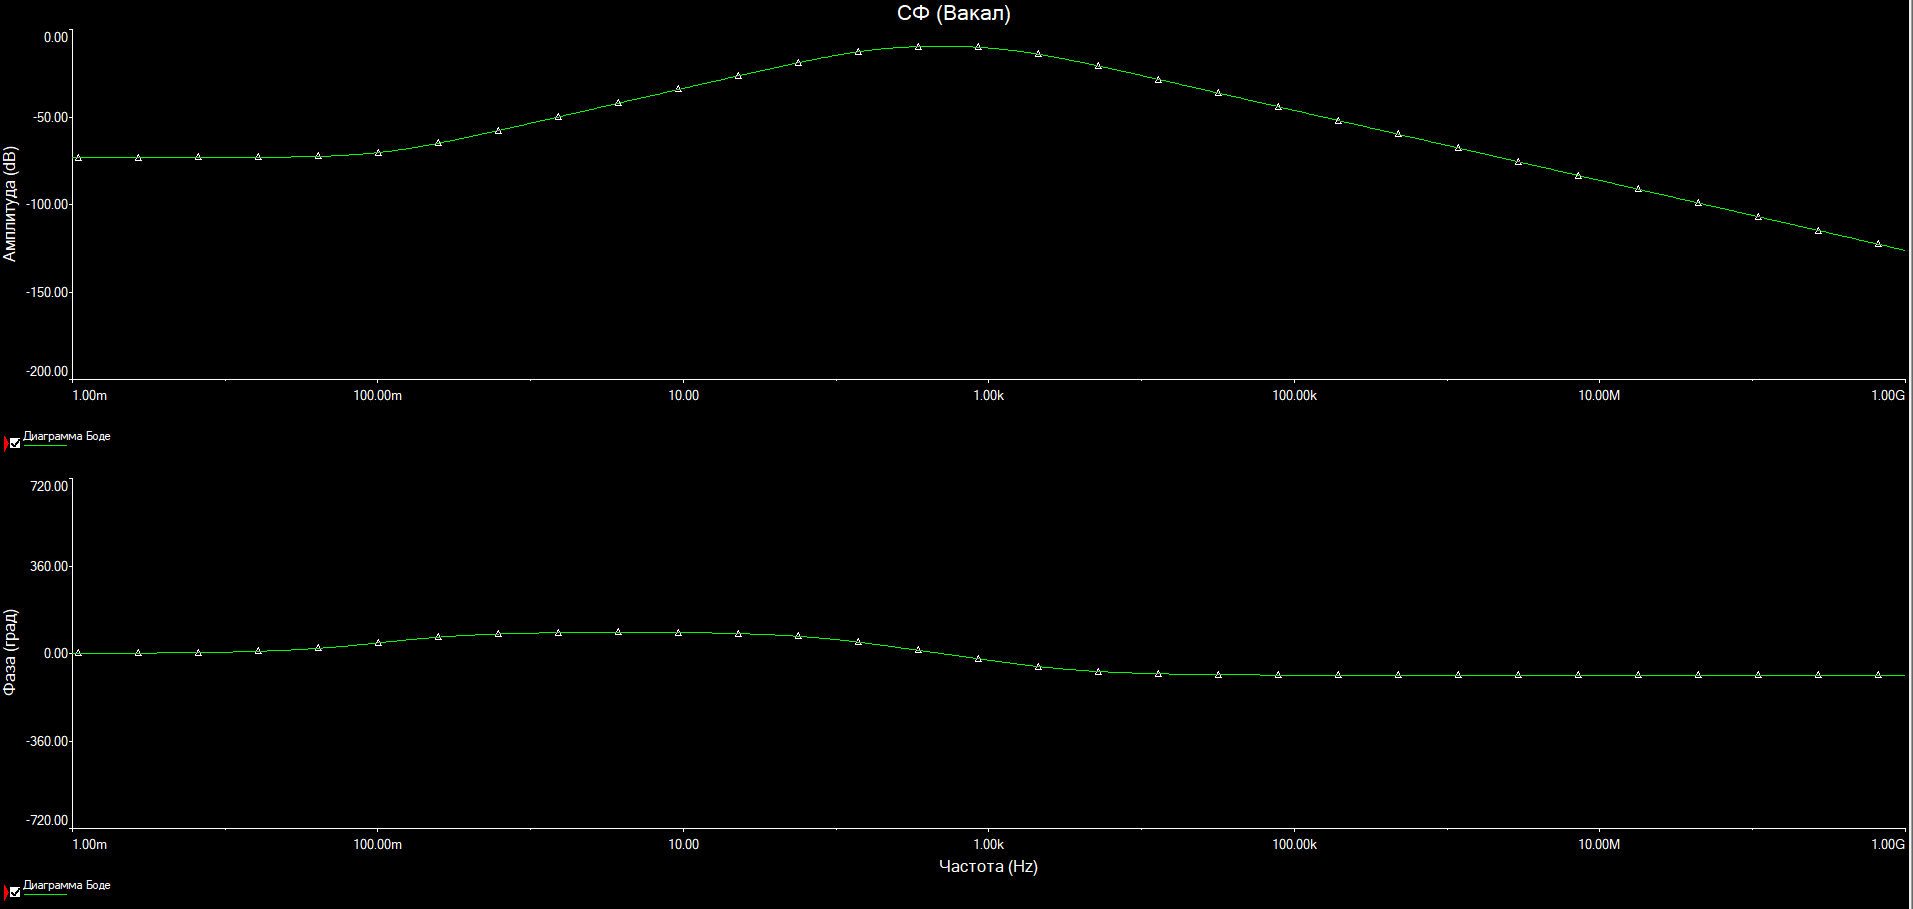 СФ (Вакал)
Амплитуда (dB)
0.00
-50.00
-100.00
-150.00
-200.00
1.00m 100.00m 10.00 1.00k 100.00k 10.00M 1.00G
Диаграмма Боде
Фаза (град)
720.00
360.00
0.00
-360.00
-720.00
1.00m 100.00m 10.00 1.00k 100.00k 10.00M 1.00G
Частота (Hz)
Диаграмма Боде